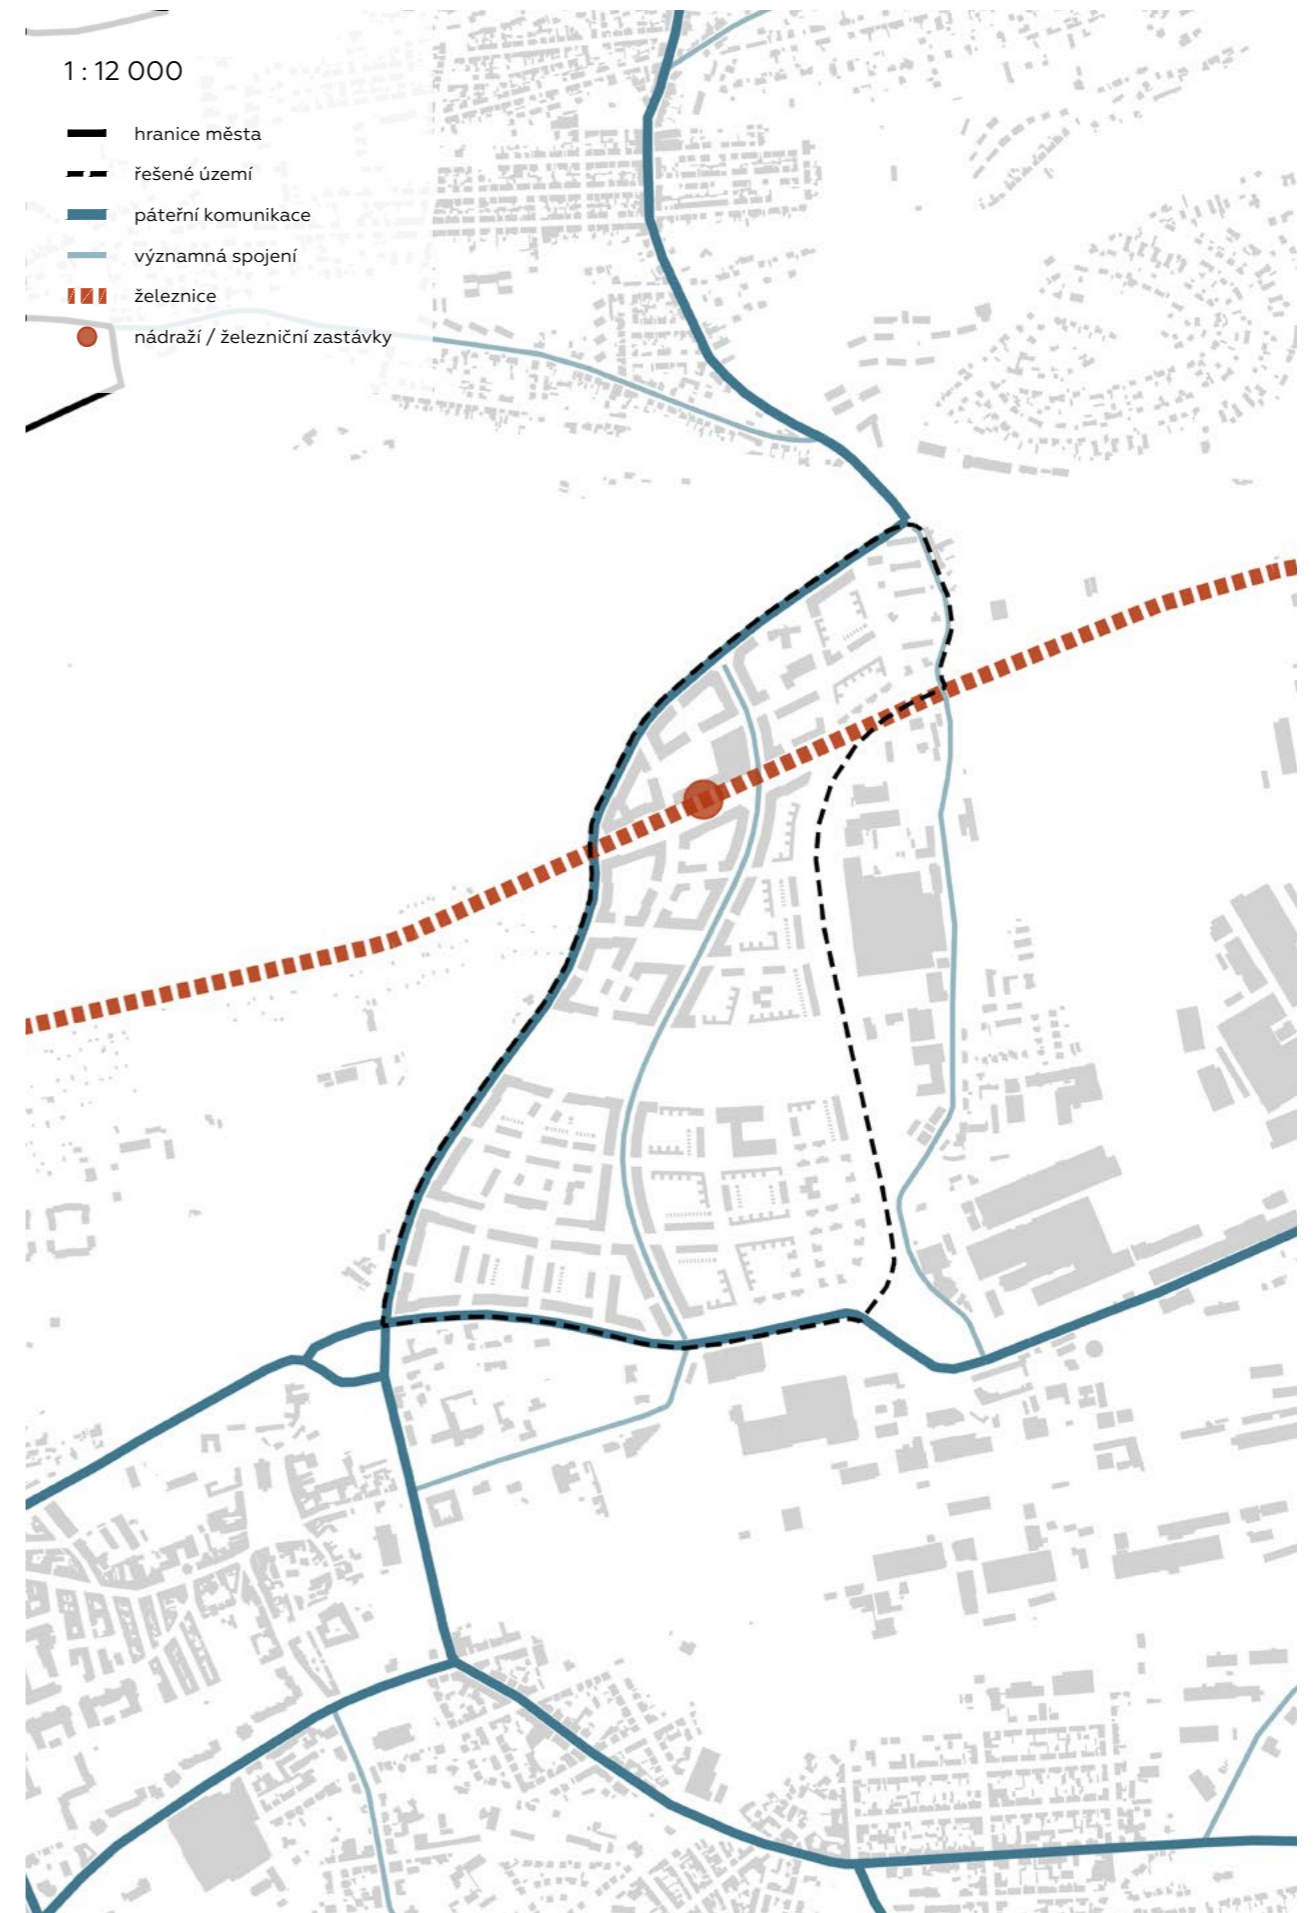 1 : 12 000
hranice města
řešené území
páteřní komunikace
významná spojení
železnice
nádraží / železniční zastávky